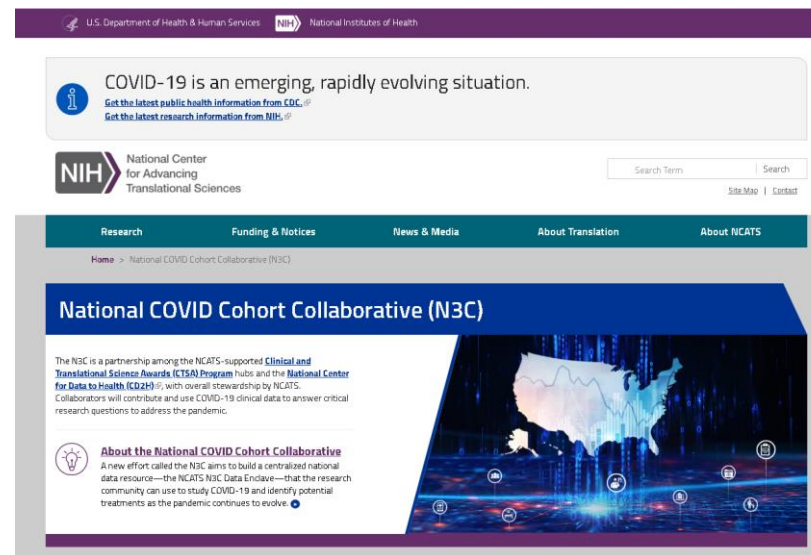 U.S. Department of Health & Human Services NIH National Institutes of Health
COVID-19 is an emerging, rapidly evolving situation.
Get the latest public health information from CDC.
Get the latest research information from NIH.
NIH
National Center
for Advancing
Translational Sciences
Search Term Search
Site Map | Contact
Research Funding & Notices News & Media About Translation About NCATS
Home > National COVID Cohort Collaborative (N3C)
National COVID Cohort Collaborative (N3C)
The N3C is a partnership among the NCATS-supported Clinical and
Translational Science Awards (CTSA) Program hubs and the National Center
for Data to Health (CD2H), with overall stewardship by NCATS.
Collaborators will contribute and use COVID-19 clinical data to answer critical
research questions to address the pandemic.
About the National COVID Cohort Collaborative
A new effort called the N3C aims to build a centralized national
data resource—the NCATS N3C Data Enclave—that the research
community can use to study COVID-19 and identify potential
treatments as the pandemic continues to evolve.